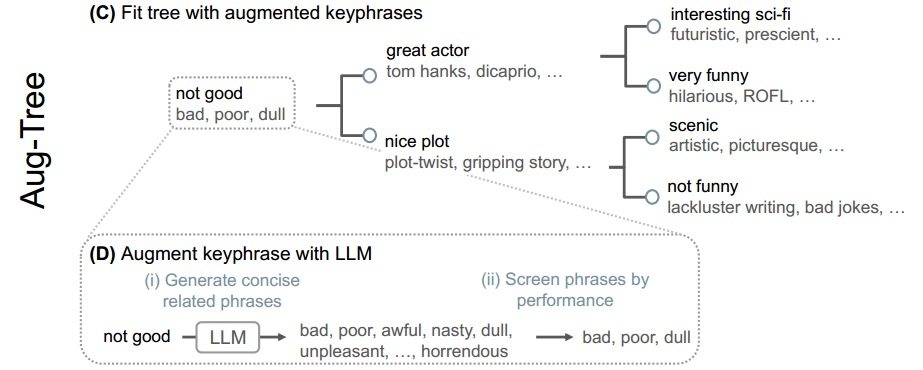 Aug-Tree
(C) Fit tree with augmented keyphrases
not good
bad, poor, dull
great actor
tom hanks, dicaprio, …
nice plot
plot-twist, gripping story, …
interesting sci-fi
futuristic, prescient, …
very funny
hilarious, ROFL, …
scenic
artistic, picturesque, …
not funny
lackluster writing, bad jokes, …
(D) Augment keyphrase with LLM
(i) Generate concise
related phrases
(ii) Screen phrases by
performance
not good
LLM
bad, poor, awful, nasty, dull,
unpleasant, …, horrendous
bad, poor, dull